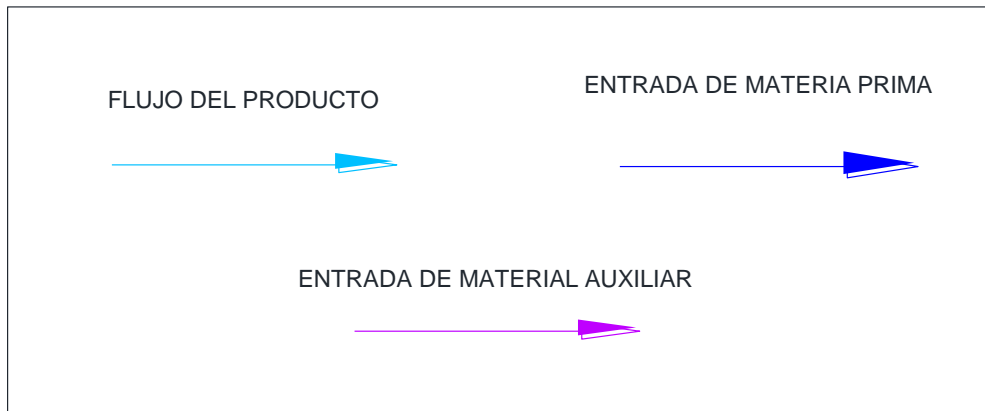 FLUJO DEL PRODUCTO
ENTRADA DE MATERIA PRIMA
ENTRADA DE MATERIAL AUXILIAR